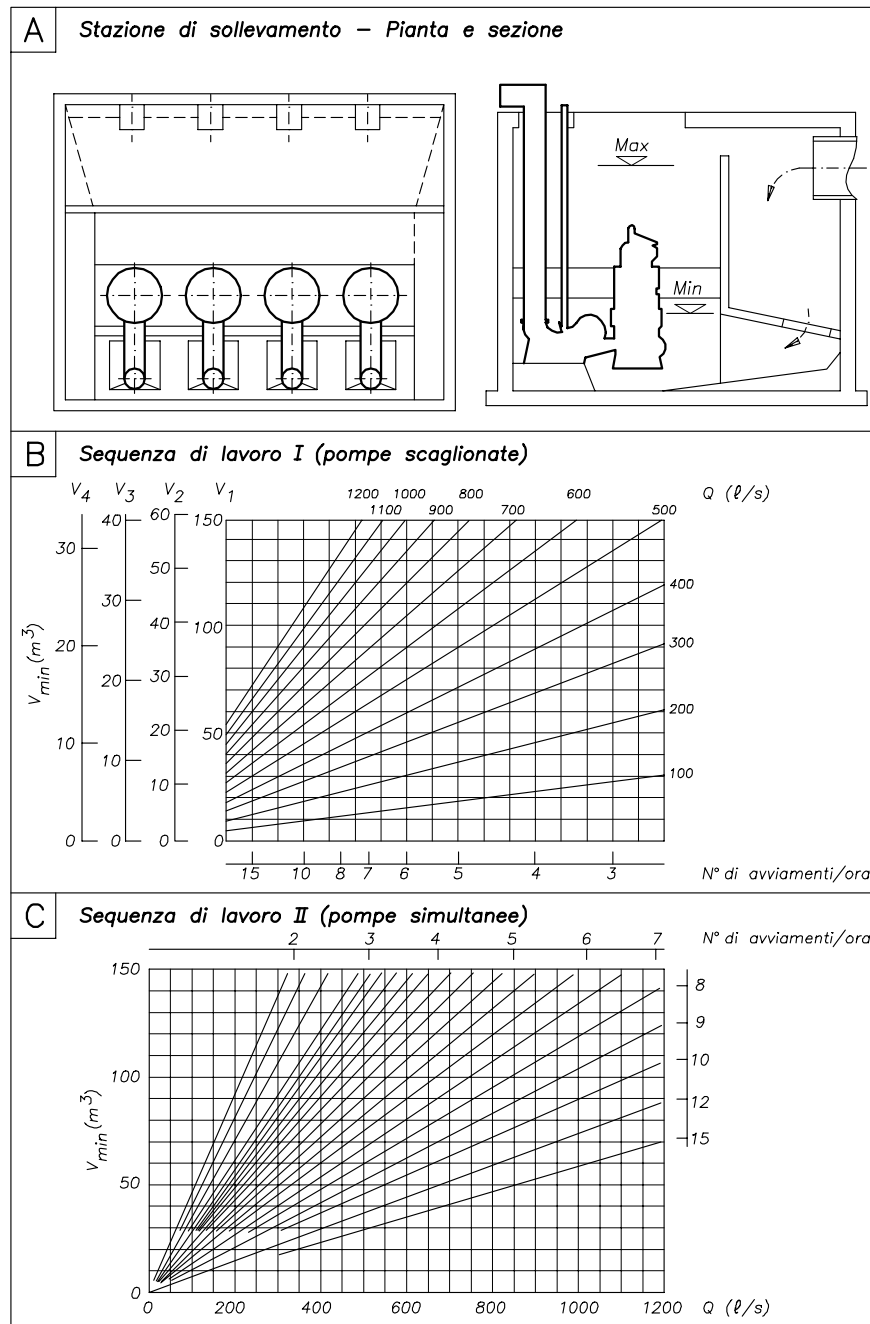 A Stazione di sollevamento – Pianta e sezione
Max
Min
B Sequenza di lavoro I (pompe scaglionate)
V4 V3 V2 V1 1200 1000 800 600 Q (ℓ/s)
1100 900 700 500
40 60 150
30 50
400
30 100
40
300
20 30
20
200
50
20
10
10 10
100
0 0 0 0
Vmin (m³)
15 10 8 7 6 5 4 3 N° di avviamenti/ora
C Sequenza di lavoro II (pompe simultanee)
2 3 4 5 6 7 N° di avviamenti/ora
150
8
9
100
10
12
15
50
Vmin (m³)
0 200 400 600 800 1000 1200 Q (ℓ/s)
0